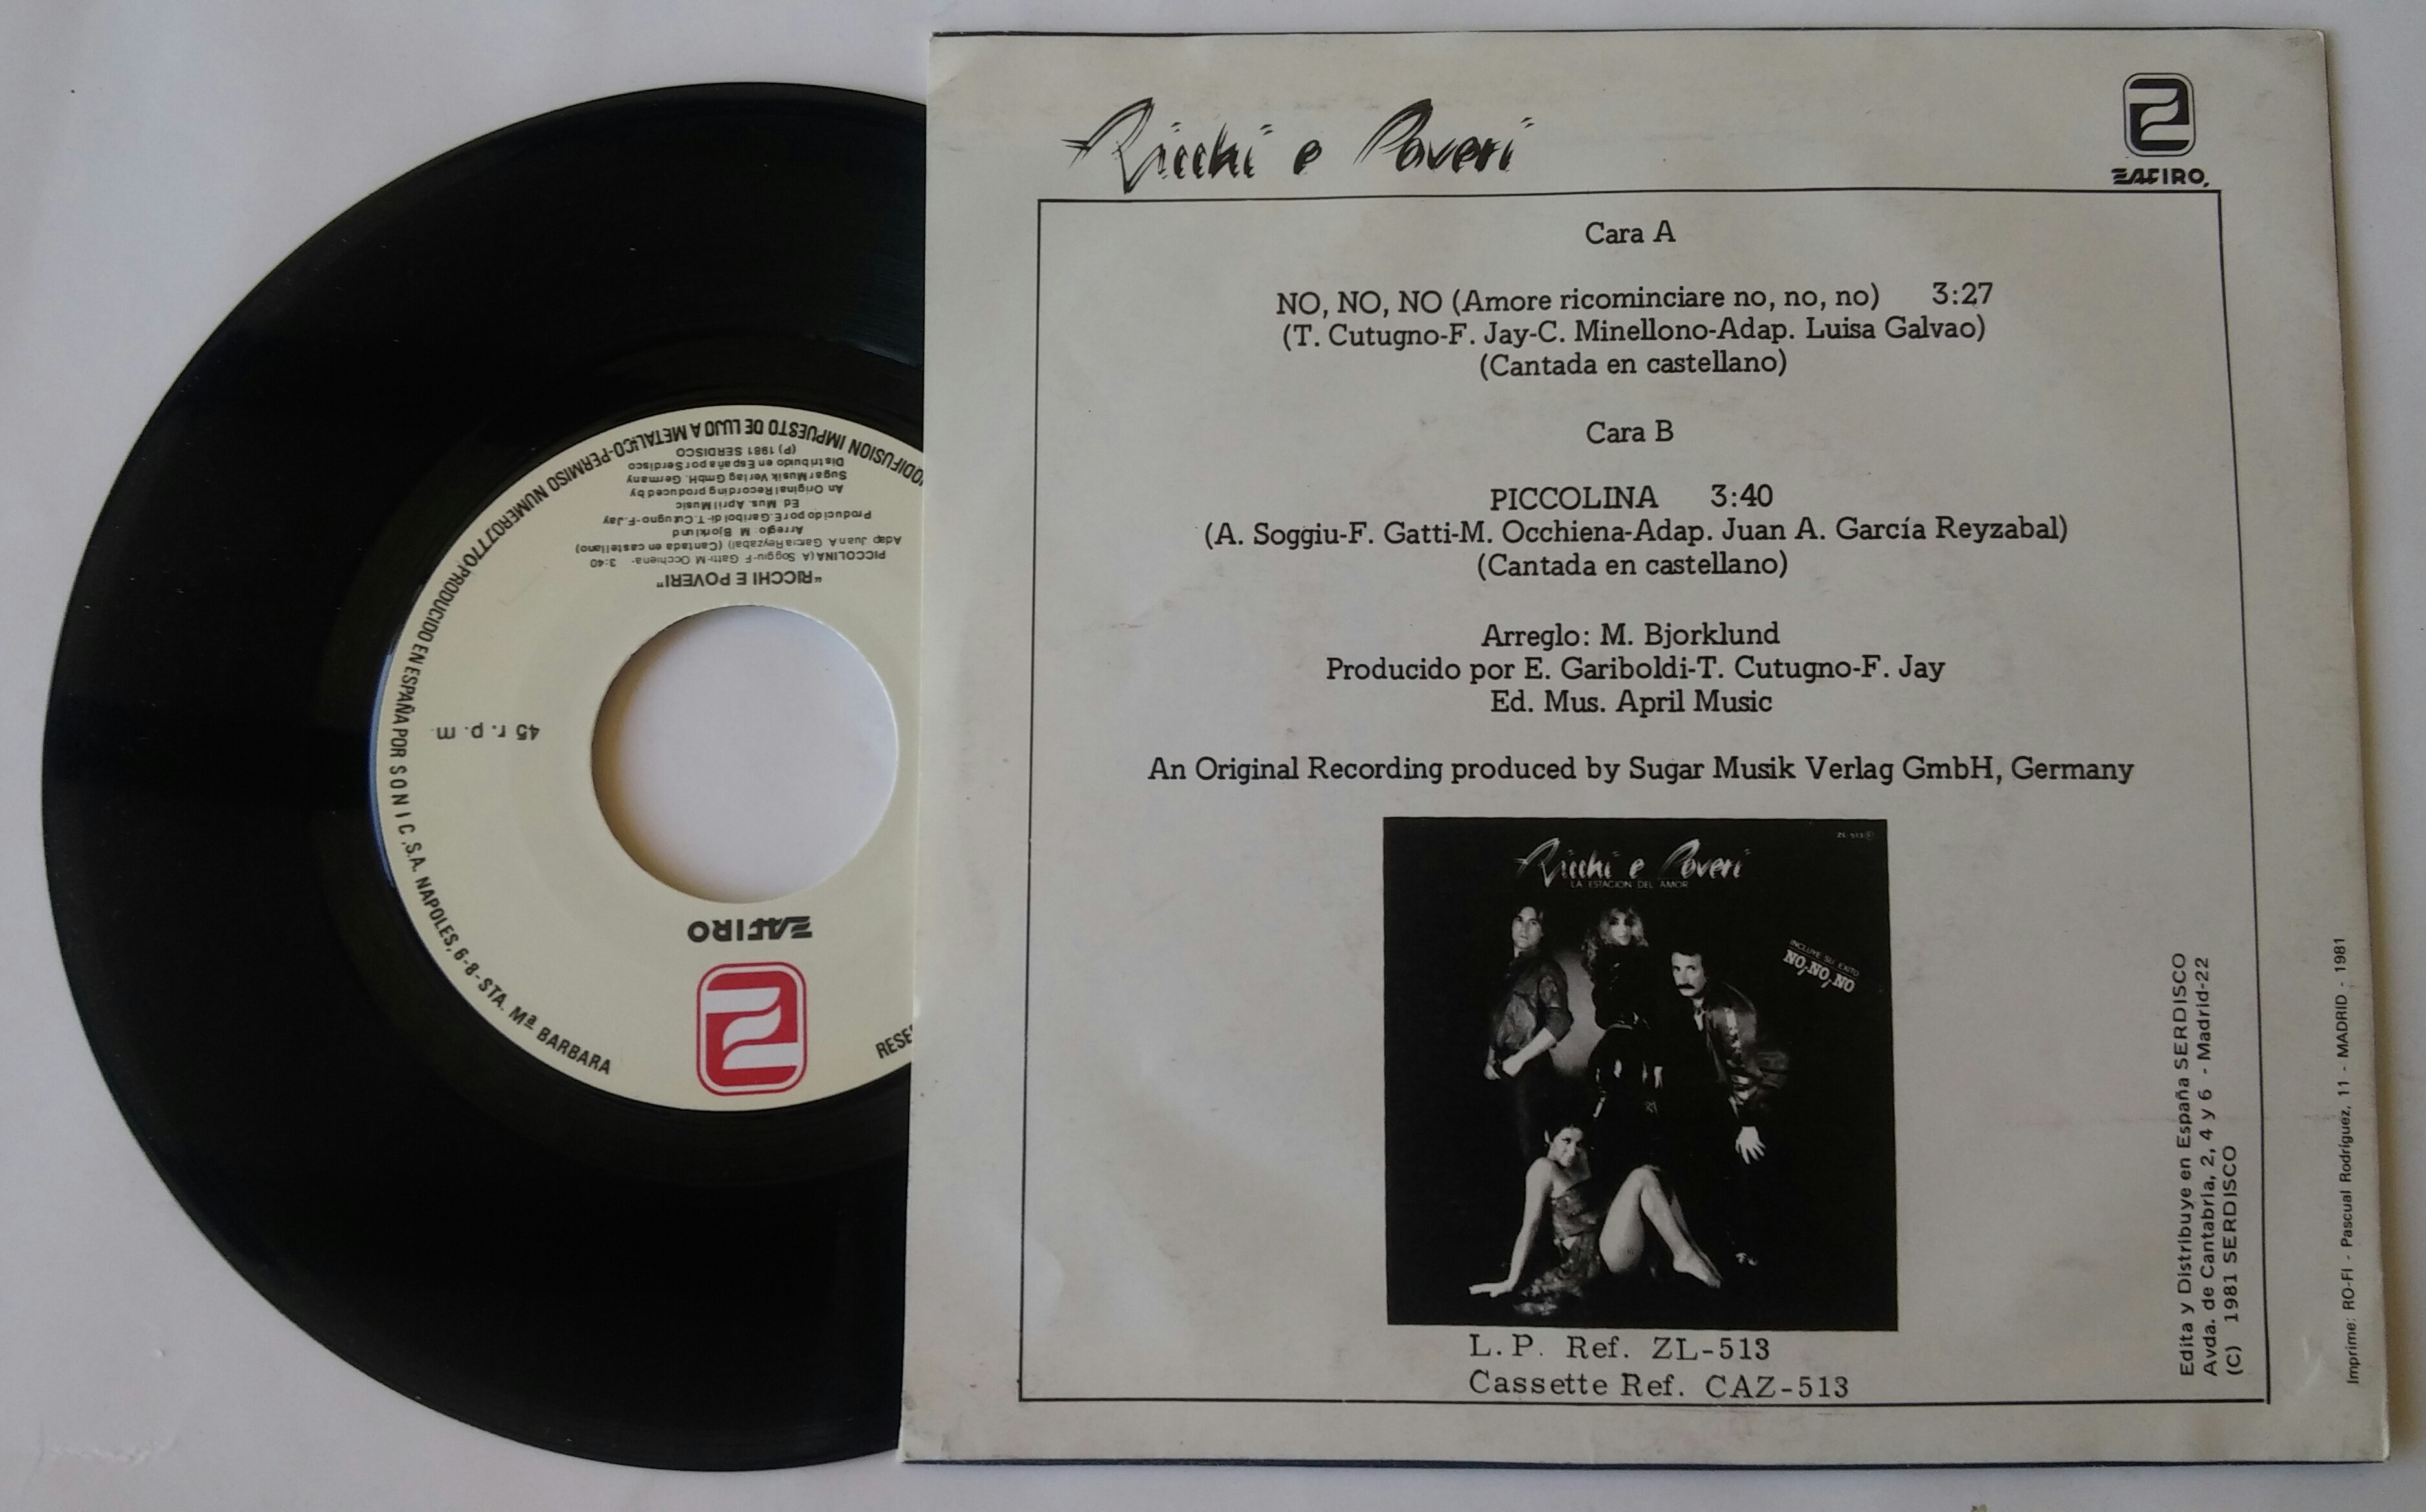 Ricchi e Poveri
ZAFIRO
Cara A
NO, NO, NO (Amore ricominciare no, no, no) 3:27
(T. Cutugno-F. Jay-C. Minellono-Adap. Luisa Galvao)
(Cantada en castellano)
Cara B
PICCOLINA 3:40
(A. Soggiu-F. Gatti-M. Occhiena-Adap. Juan A. García Reyzabal)
(Cantada en castellano)
Arreglo: M. Bjorklund
Producido por E. Gariboldi-T. Cutugno-F. Jay
Ed. Mus. April Music
An Original Recording produced by Sugar Musik Verlag GmbH, Germany
ZL-513
Ricchi e Poveri
LA ESTACION DEL AMOR
INCLUYE SU EXITO
NO, NO, NO
L.P. Ref. ZL-513
Cassette Ref. CAZ-513
Edita y Distribuye en España SERDISCO
Avda. de Cantabria, 2, 4 y 6 - Madrid-22
(C) 1981 SERDISCO
Imprime: RO-FI - Pascual Rodríguez, 11 - MADRID - 1981
ZAFIRO
45 r. p. m.
"RICCHI E POVERI"
PICCOLINA (A Soggiu-F Gatti-M Occhiena- 3:40
Adap Juan A Garcia Reyzabal) (Cantada en castellano)
Arreglo M Bjorklund
Producido por E.Gariboldi-T.Cutugno-F-Jay
Ed Mus. April Music
An Original Recording produced by
Sugar Musik Verlag GmbH. Germany
Distribuido en España por Serdisco
(P) 1981 SERDISCO
IMPUESTO DE LUJO A METALICO-PERMISO NUMERO 7770 PRODUCIDO EN ESPAÑA POR SONIC, S.A. NAPOLES, 6-8-STA. Mª BARBARA